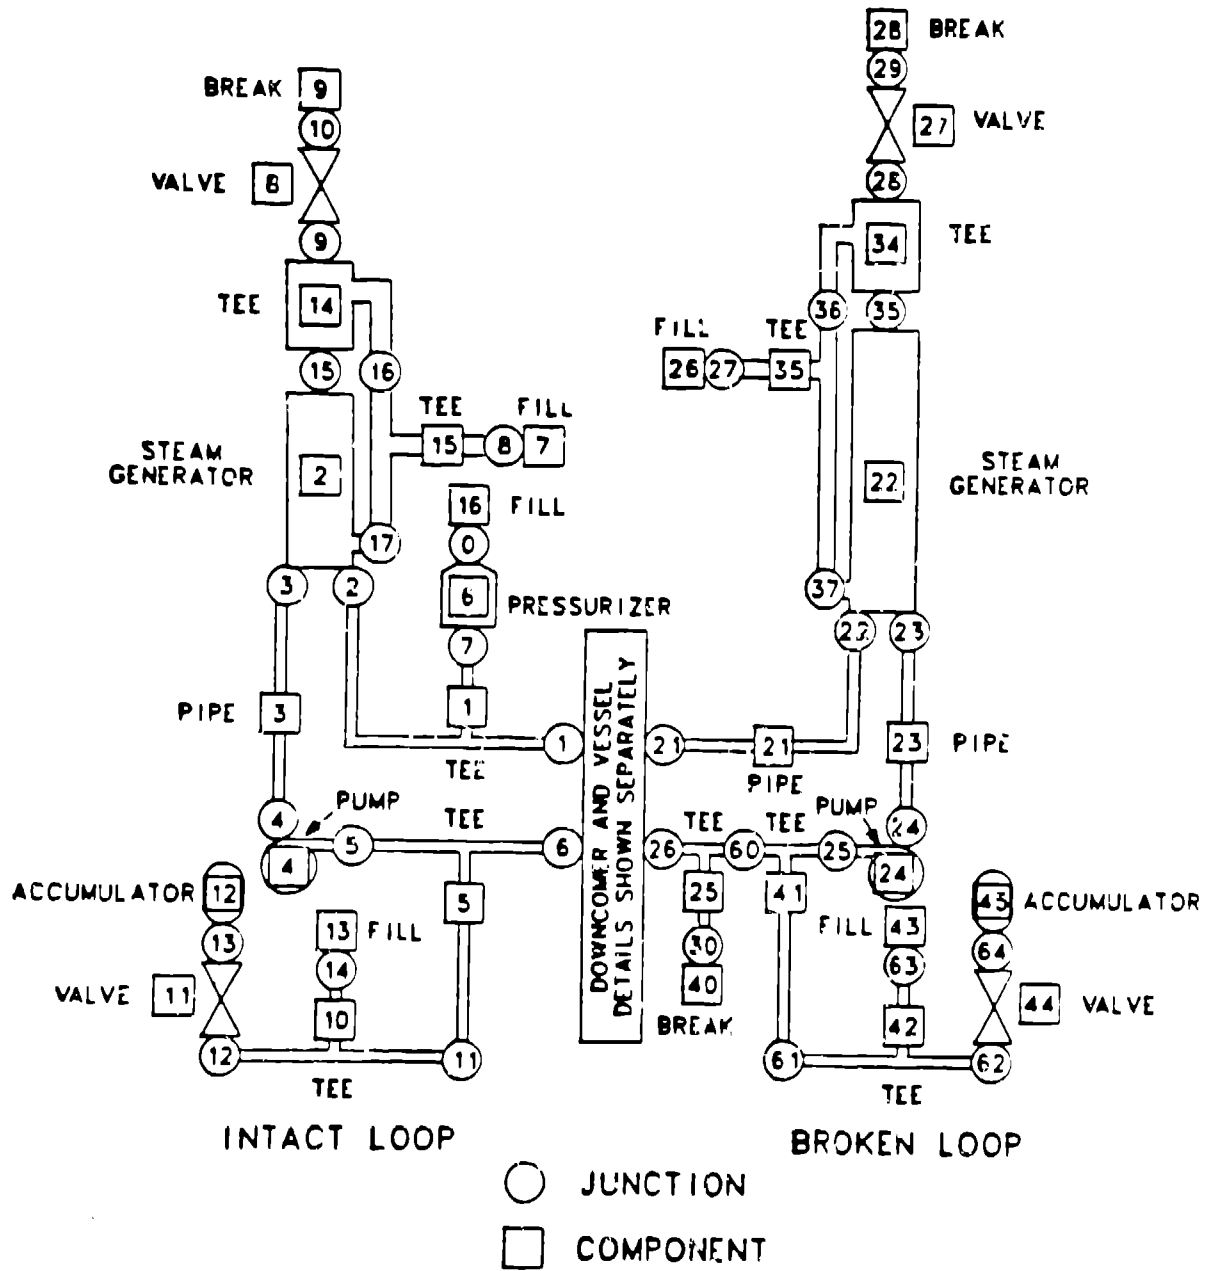 28 BREAK
29
BREAK 9
10
27 VALVE
VALVE 8
28
9
34 TEE
TEE 14
36 35
FILL TEE
26 27 35
15 16
TEE FILL
15 8 7
STEAM
GENERATOR
2
STEAM
GENERATOR
22
16 FILL
0
17
6 PRESSURIZER
3 2
37
7
22 23
PIPE 3
1
1
TEE
DOWNCOMER AND VESSEL
DETAILS SHOWN SEPARATELY
21 21
PIPE
23 PIPE
4 PUMP
TEE
5 6
4
5
26 TEE 60 TEE 25
PUMP 24
24
25 41
30
40
BREAK
ACCUMULATOR 12
13
13 FILL
14
VALVE 11
10
12 11
TEE
45 ACCUMULATOR
FILL 43
63 64
44 VALVE
42
61 62
TEE
INTACT LOOP
BROKEN LOOP
JUNCTION
COMPONENT